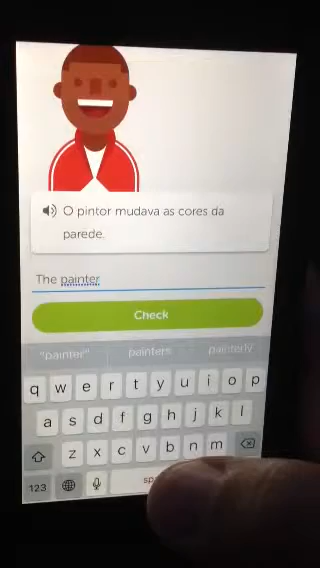 O pintor mudava as cores da
parede.
The painter
Check
"painter" painters painterly
q w e r t y u i o p
a s d f g h j k l
z x c v b n m
123